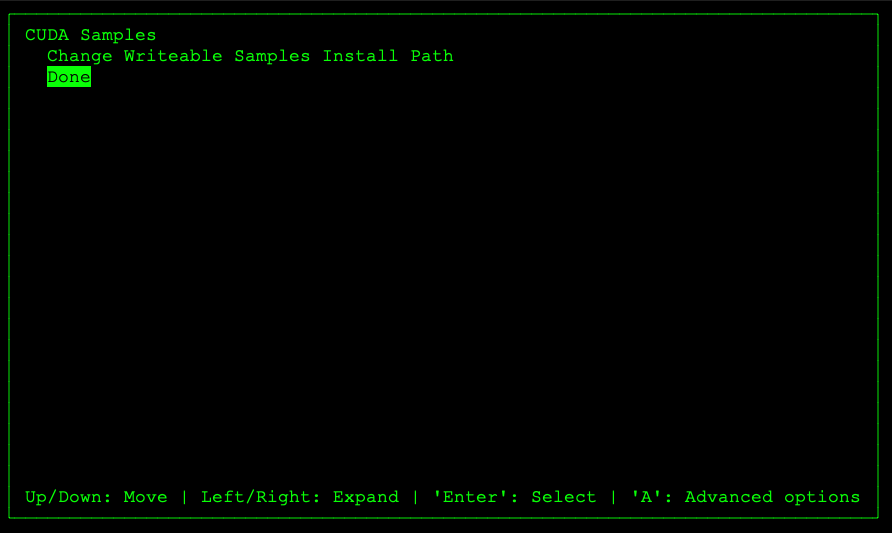 CUDA Samples
Change Writeable Samples Install Path
Done
Up/Down: Move | Left/Right: Expand | 'Enter': Select | 'A': Advanced options